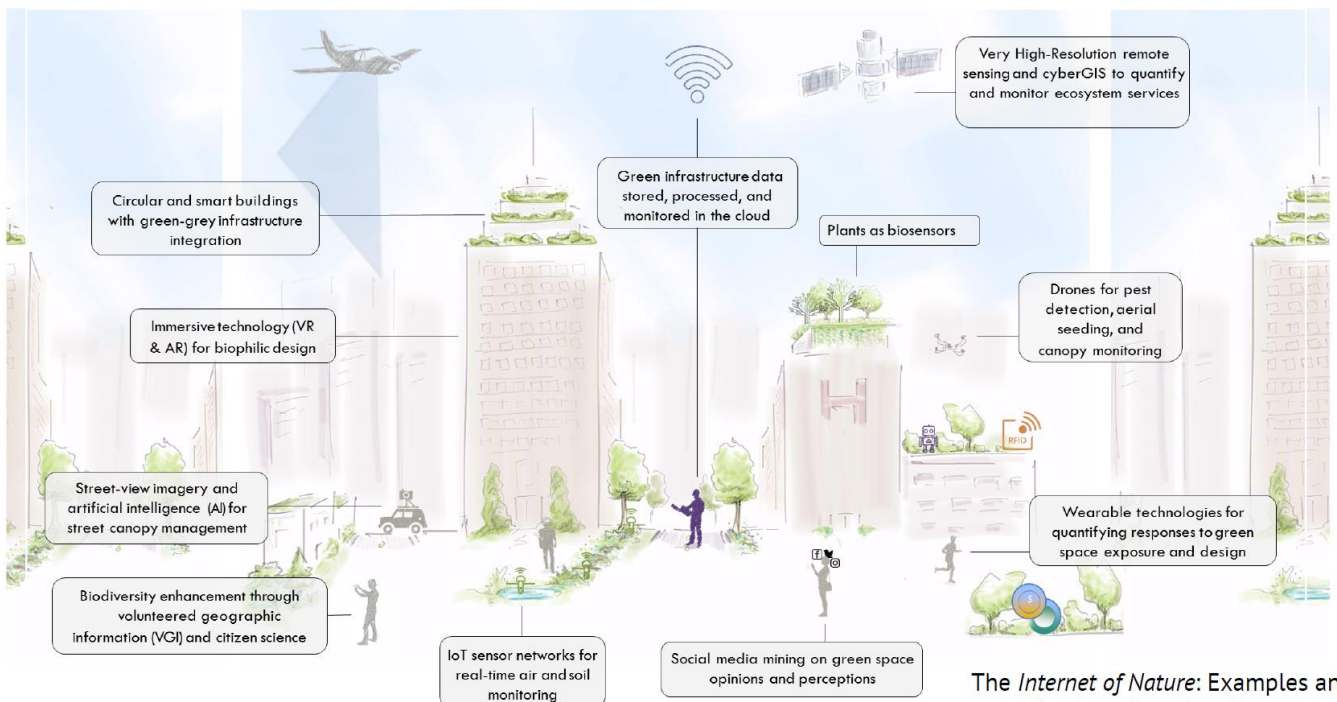 Very High-Resolution remote
sensing and cyberGIS to quantify
and monitor ecosystem services
Green infrastructure data
stored, processed, and
monitored in the cloud
Circular and smart buildings
with green-grey infrastructure
integration
Plants as biosensors
Drones for pest
detection, aerial
seeding, and
canopy monitoring
Immersive technology (VR
& AR) for biophilic design
H
RFID
Street-view imagery and
artificial intelligence (AI) for
street canopy management
Wearable technologies for
quantifying responses to green
space exposure and design
Biodiversity enhancement through
volunteered geographic
information (VGI) and citizen science
$
IoT sensor networks for
real-time air and soil
monitoring
Social media mining on green space
opinions and perceptions
The Internet of Nature: Examples an